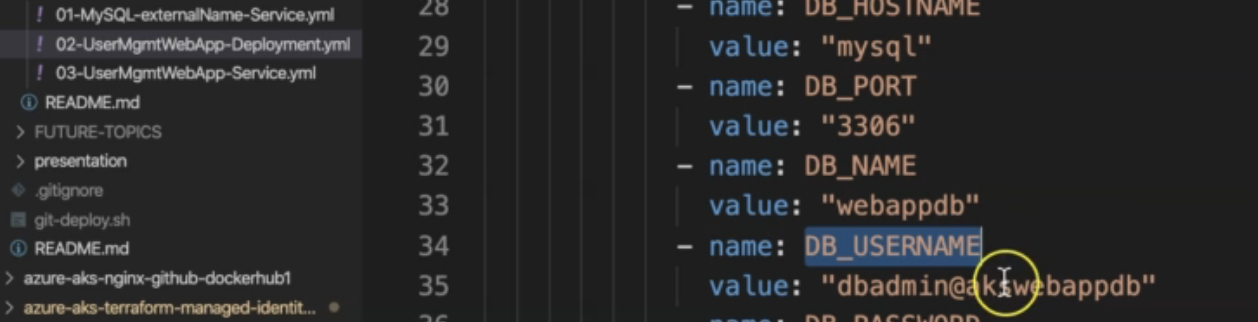 01-MySQL-externalName-Service.yml
02-UserMgmtWebApp-Deployment.yml
03-UserMgmtWebApp-Service.yml
README.md
FUTURE-TOPICS
presentation
.gitignore
git-deploy.sh
README.md
azure-aks-nginx-github-dockerhub1
azure-aks-terraform-managed-identit...
28 - name: DB_HOSTNAME
29 value: "mysql"
30 - name: DB_PORT
31 value: "3306"
32 - name: DB_NAME
33 value: "webappdb"
34 - name: DB_USERNAME
35 value: "dbadmin@akswebappdb"
36 - name: DB_PASSWORD